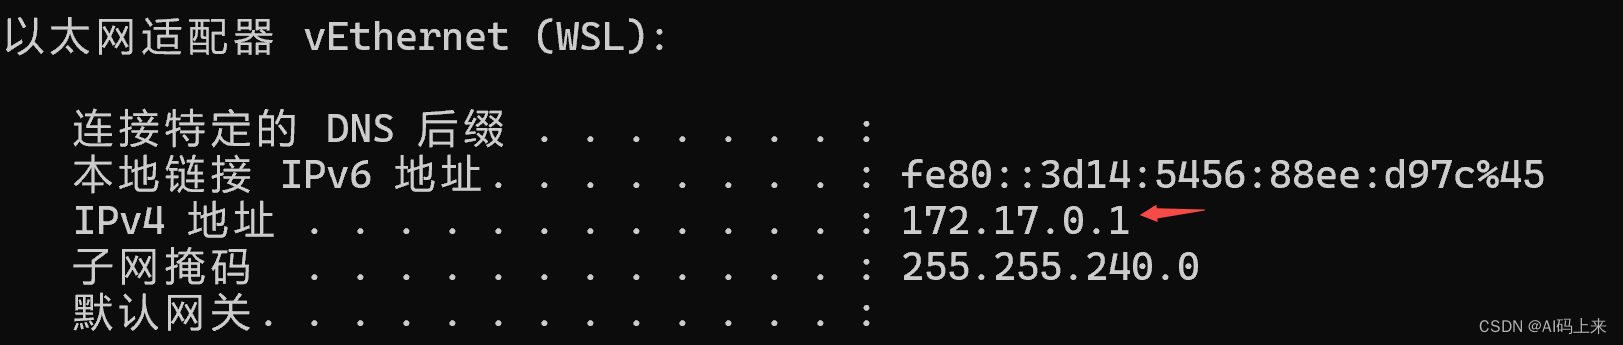 以太网适配器 vEthernet (WSL):
连接特定的 DNS 后缀 . . . . . . . :
本地链接 IPv6 地址. . . . . . . . : fe80::3d14:5456:88ee:d97c%45
IPv4 地址 . . . . . . . . . . . . : 172.17.0.1
子网掩码  . . . . . . . . . . . . : 255.255.240.0
默认网关. . . . . . . . . . . . . :
CSDN @AI码上来